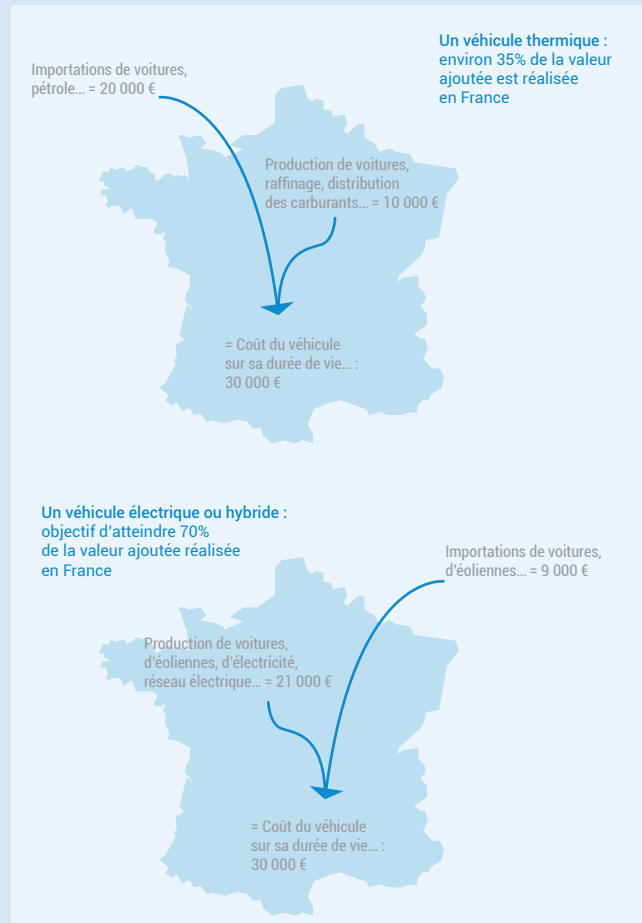 Un véhicule thermique :
environ 35% de la valeur
ajoutée est réalisée
en France
Importations de voitures,
pétrole... = 20 000 €
Production de voitures,
raffinage, distribution
des carburants... = 10 000 €
= Coût du véhicule
sur sa durée de vie... :
30 000 €
Un véhicule électrique ou hybride :
objectif d'atteindre 70%
de la valeur ajoutée réalisée
en France
Importations de voitures,
d'éoliennes... = 9 000 €
Production de voitures,
d'éoliennes, d'électricité,
réseau électrique... = 21 000 €
= Coût du véhicule
sur sa durée de vie... :
30 000 €